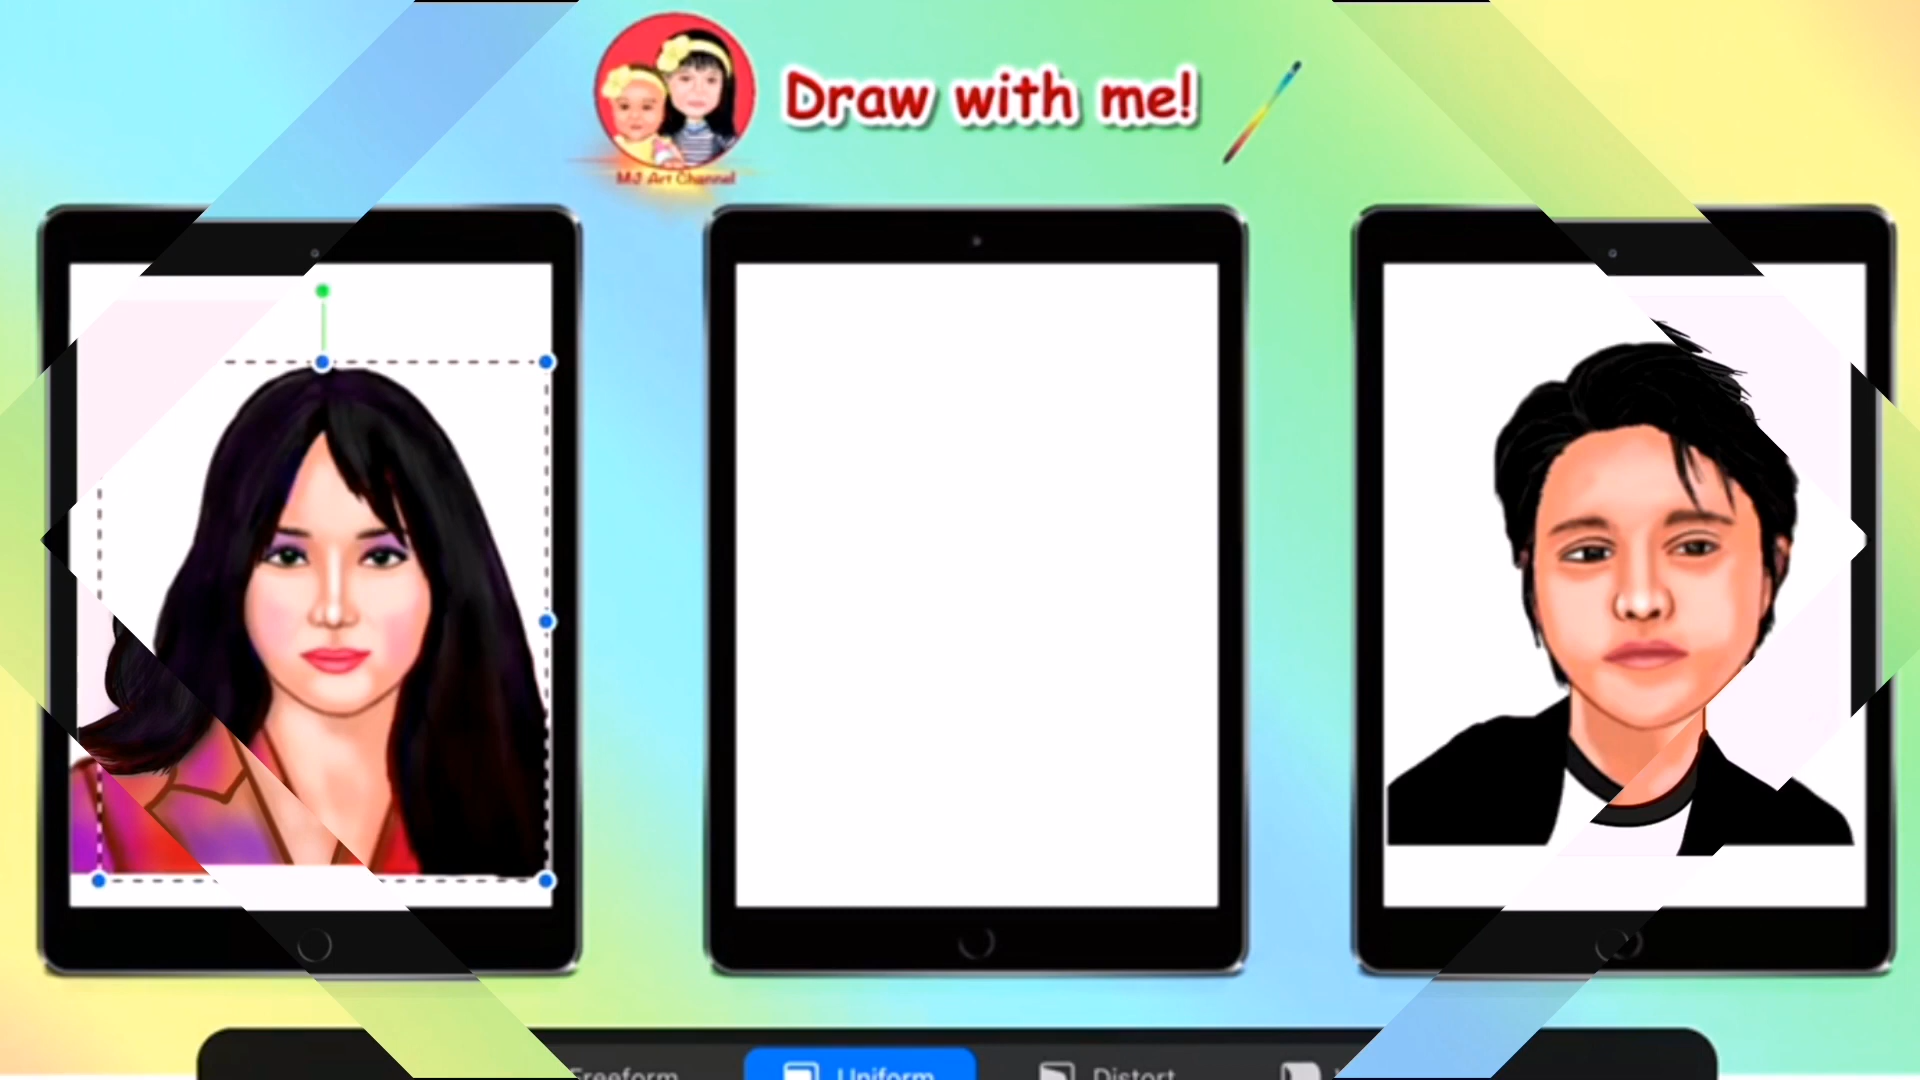 Draw with me!
MJ Art Channel
Freeform
Uniform
Distort